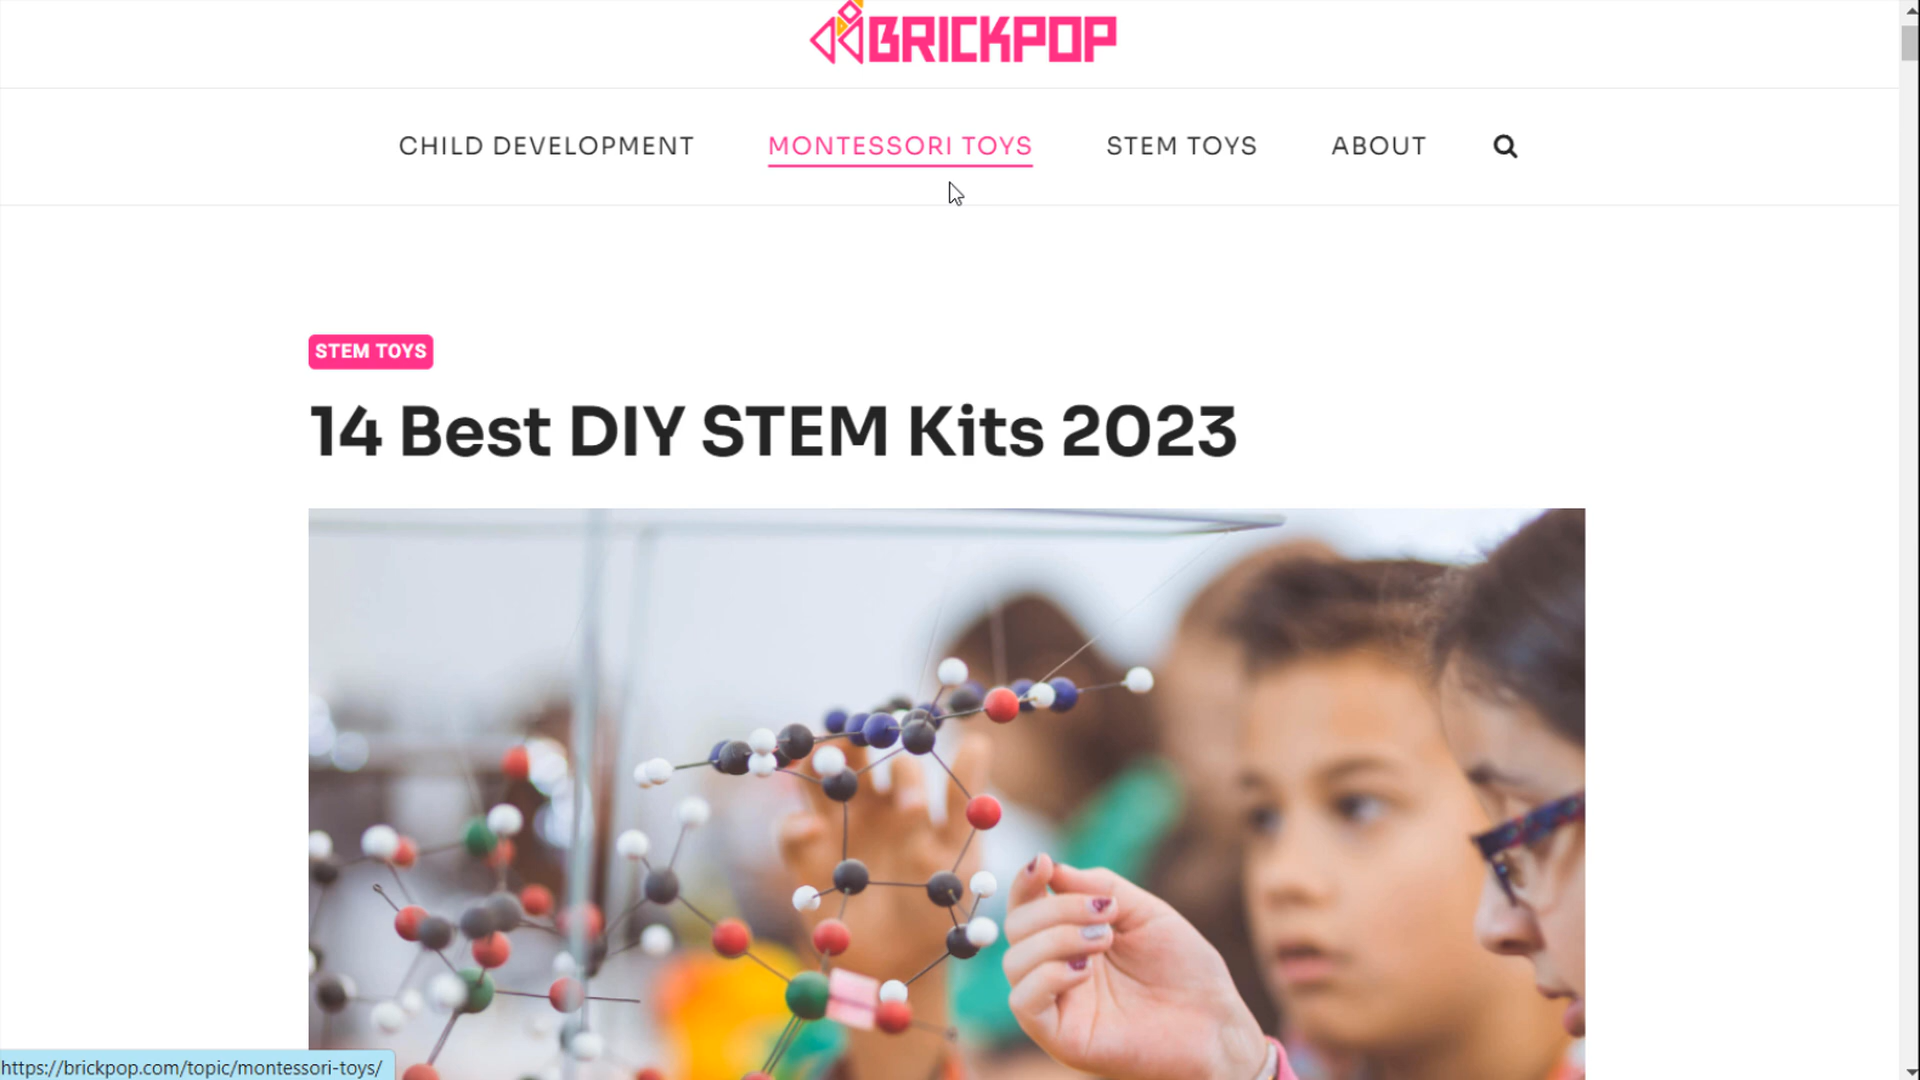 BRICKPOP
CHILD DEVELOPMENT MONTESSORI TOYS STEM TOYS ABOUT
STEM TOYS
14 Best DIY STEM Kits 2023
https://brickpop.com/topic/montessori-toys/